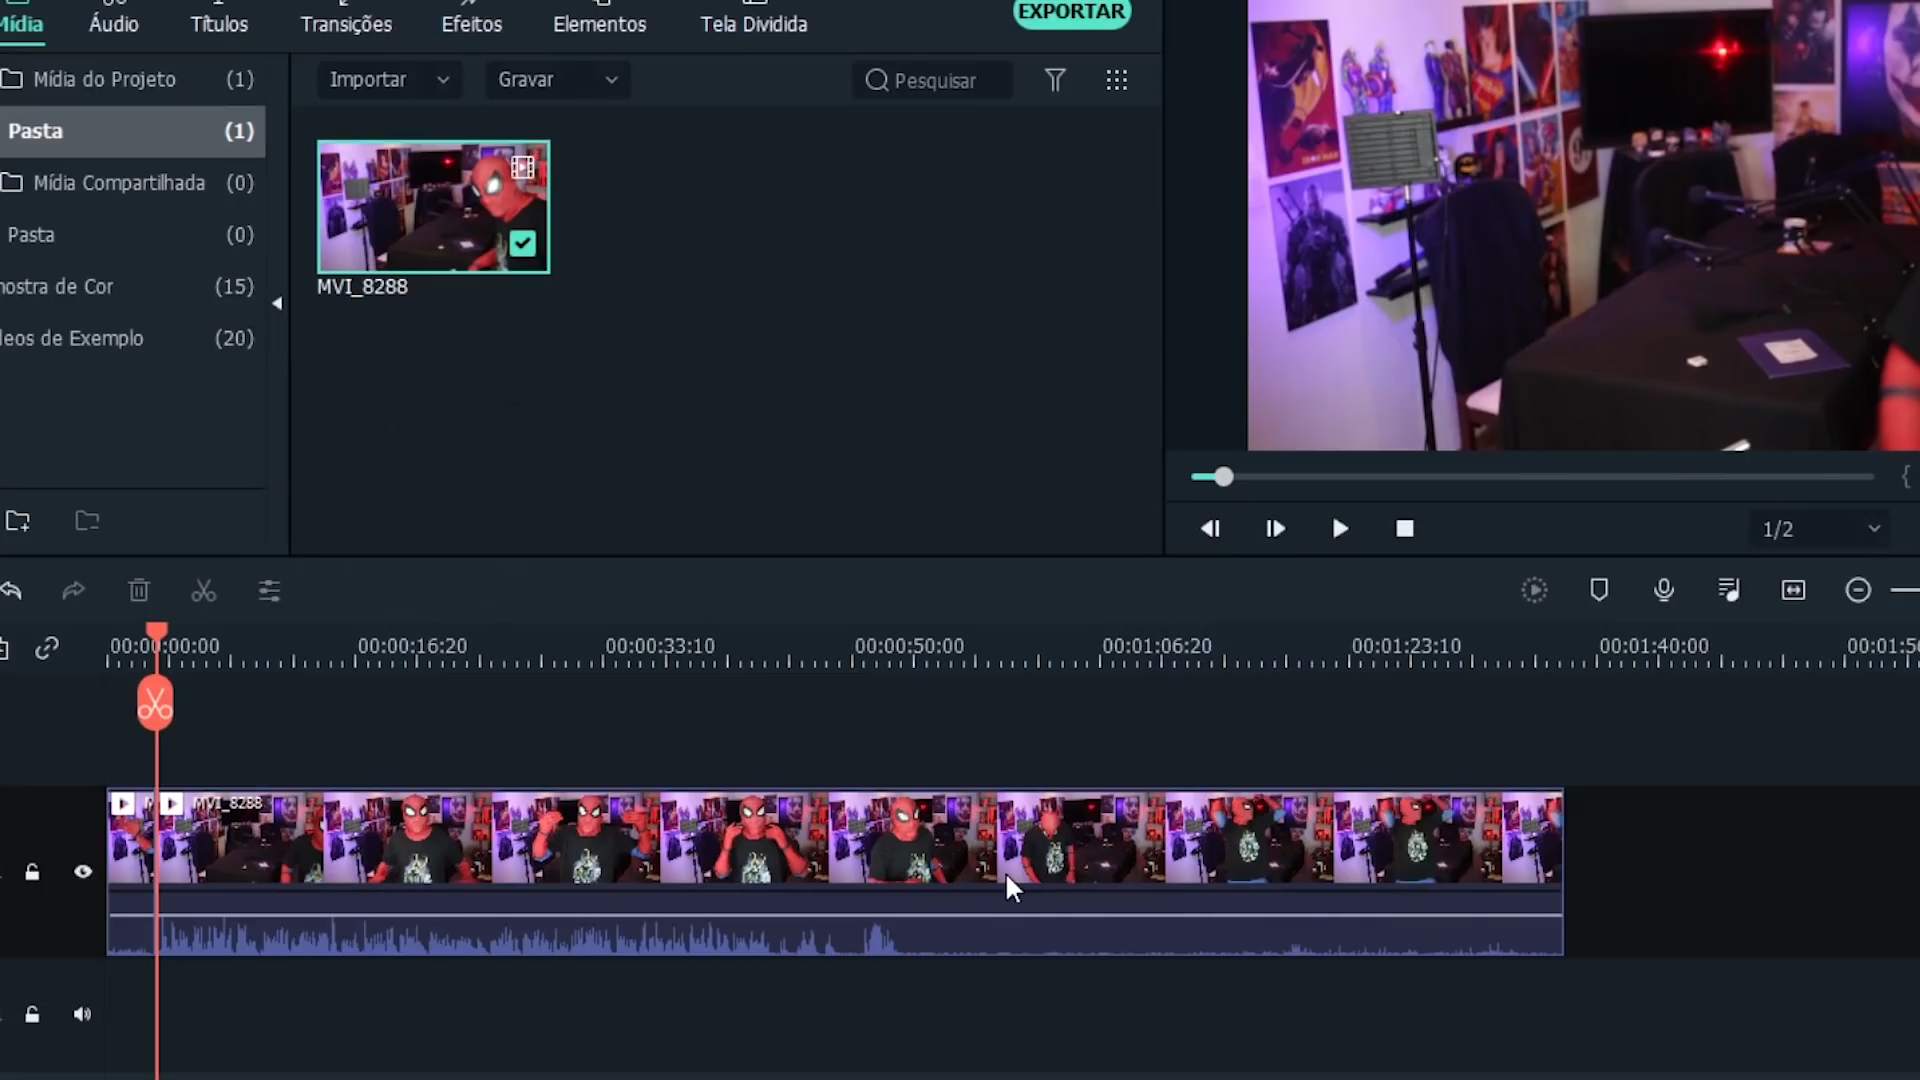 Mídia
Áudio
Títulos
Transições
Efeitos
Elementos
Tela Dividida
EXPORTAR
Mídia do Projeto (1)
Pasta (1)
Mídia Compartilhada (0)
Pasta (0)
nostra de Cor (15)
deos de Exemplo (20)
Importar
Gravar
Pesquisar
MVI_8288
1/2
00:00:00:00
00:00:16:20
00:00:33:10
00:00:50:00
00:01:06:20
00:01:23:10
00:01:40:00
00:01:56
MVI_8288